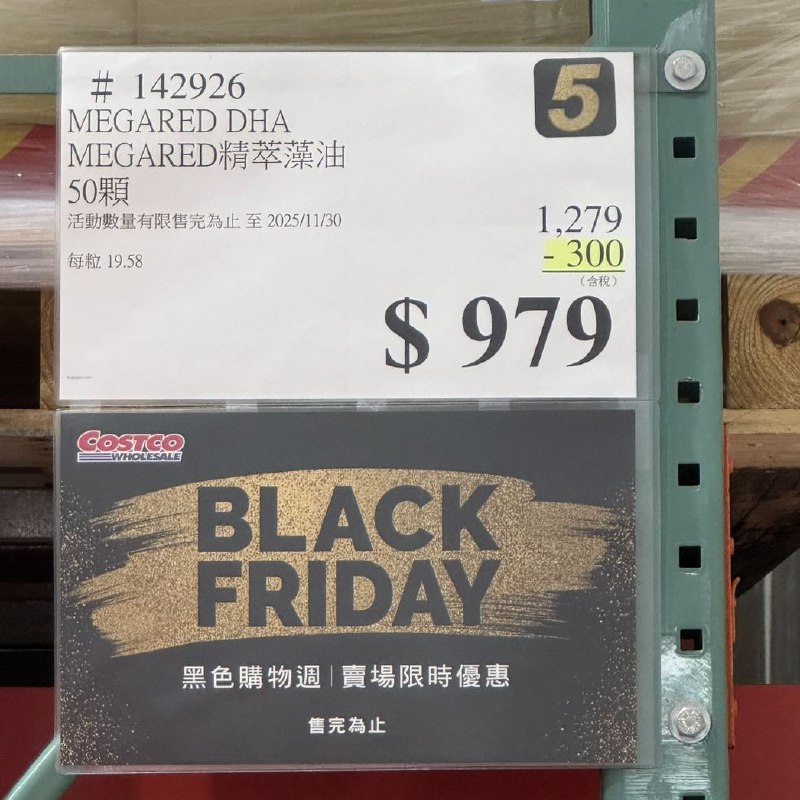 # 142926
5
MEGARED DHA
MEGARED精萃藻油
50顆
活動數量有限售完為止 至 2025/11/30
1,279
- 300
每粒 19.58
（含稅）
$ 979
COSTCO
WHOLESALE
BLACK
FRIDAY
黑色購物週 | 賣場限時優惠
售完為止